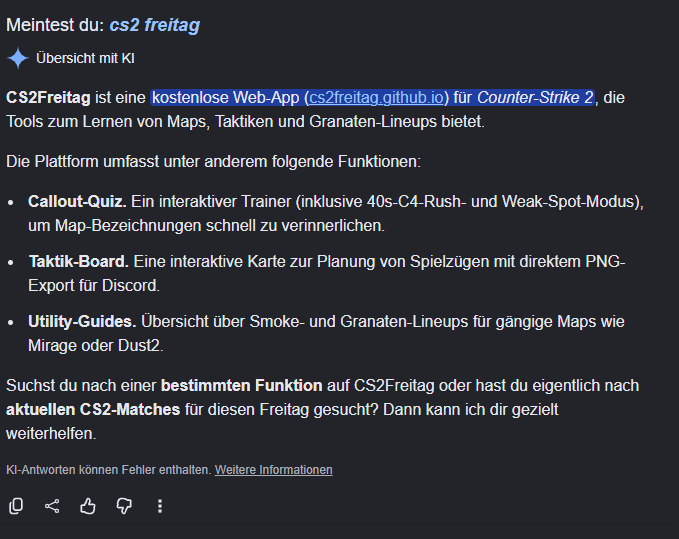 Meintest du: cs2 freitag
Übersicht mit KI
CS2Freitag ist eine kostenlose Web-App (cs2freitag.github.io) für Counter-Strike 2, die
Tools zum Lernen von Maps, Taktiken und Granaten-Lineups bietet.
Die Plattform umfasst unter anderem folgende Funktionen:
• Callout-Quiz. Ein interaktiver Trainer (inklusive 40s-C4-Rush- und Weak-Spot-Modus),
um Map-Bezeichnungen schnell zu verinnerlichen.
• Taktik-Board. Eine interaktive Karte zur Planung von Spielzügen mit direktem PNG-
Export für Discord.
• Utility-Guides. Übersicht über Smoke- und Granaten-Lineups für gängige Maps wie
Mirage oder Dust2.
Suchst du nach einer bestimmten Funktion auf CS2Freitag oder hast du eigentlich nach
aktuellen CS2-Matches für diesen Freitag gesucht? Dann kann ich dir gezielt
weiterhelfen.
KI-Antworten können Fehler enthalten. Weitere Informationen